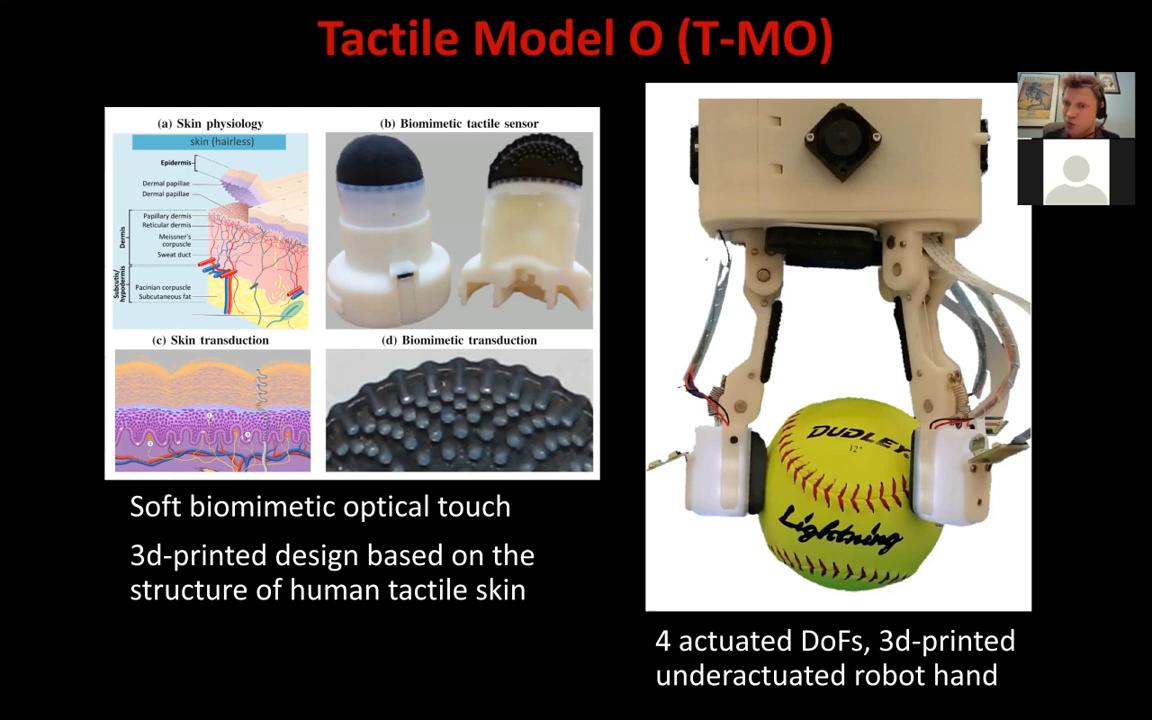 Tactile Model O (T-MO)
(a) Skin physiology
(b) Biomimetic tactile sensor
skin (hairless)
Epidermis
Dermal papillae
Dermal papillae
Papillary dermis
Reticular dermis
Meissner's
corpuscle
Sweat duct
Dermis
Pacinian corpuscle
Subcutaneous fat
Subcutis/
hypodermis
(c) Skin transduction
(d) Biomimetic transduction
Soft biomimetic optical touch
3d-printed design based on the
structure of human tactile skin
DUDLEY
12"
Lightning
4 actuated DoFs, 3d-printed
underactuated robot hand